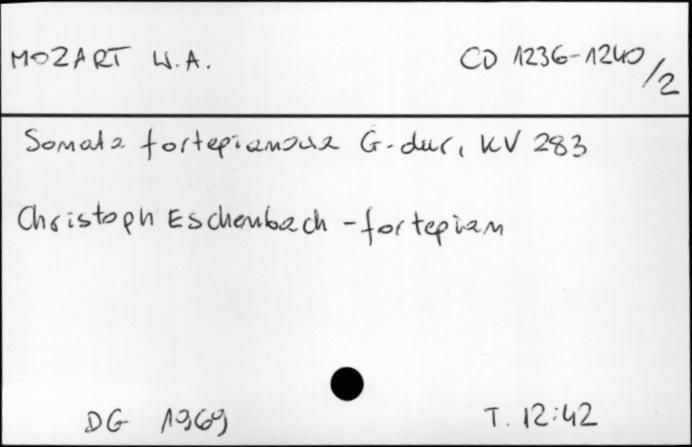 MOZART W.A. CD 1236-1240/2
Sonata fortepianowa G-dur, KV 283
Christoph Eschenbach - fortepian
DG 1969 T. 12:42